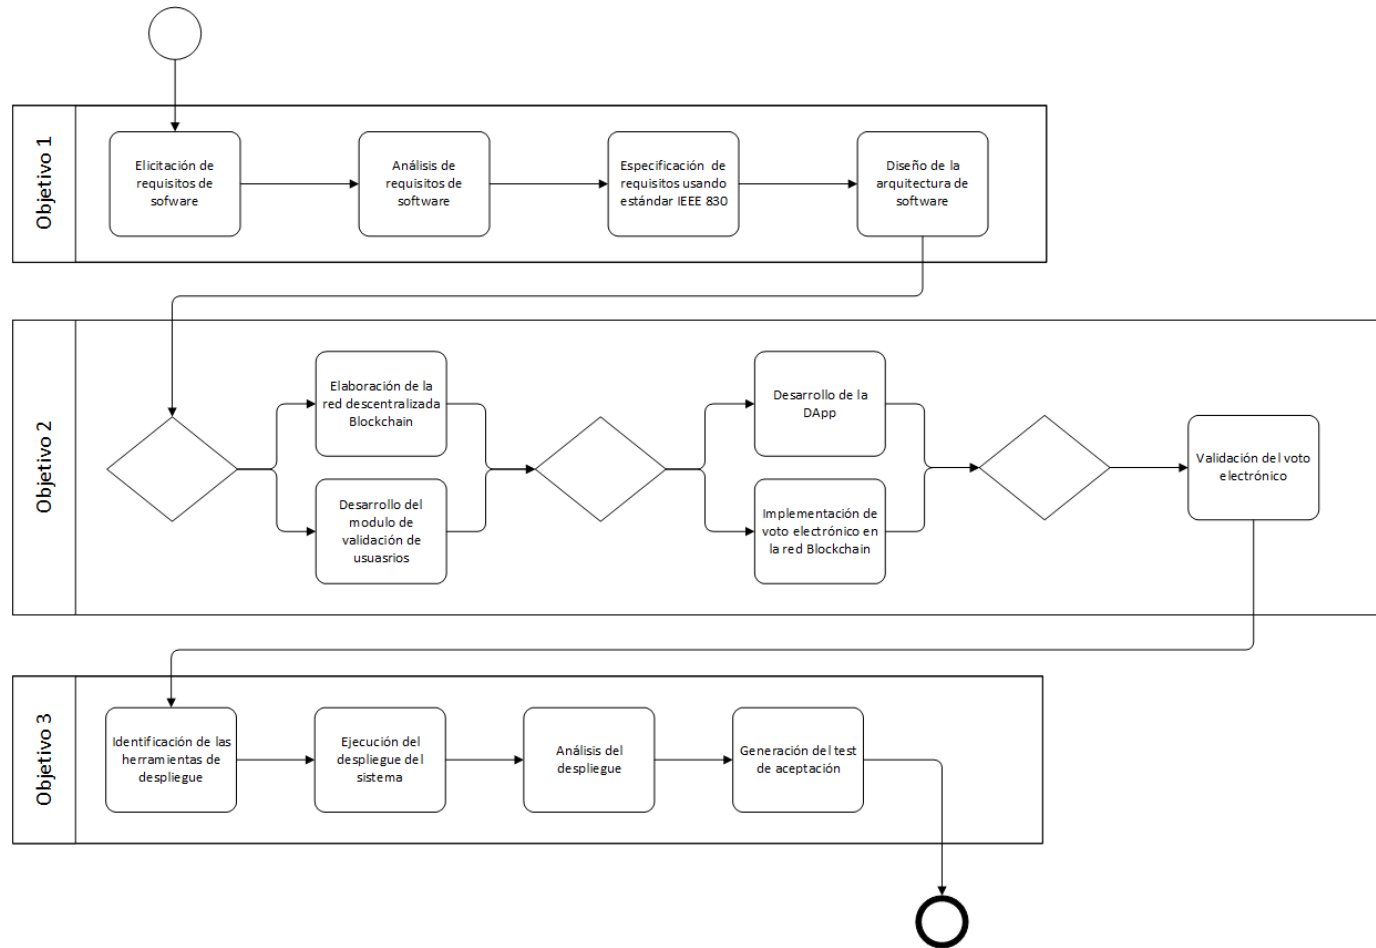 Objetivo 1
Elicitación de
requisitos de
sofware
Análisis de
requisitos de
software
Especificación de
requisitos usando
estándar IEEE 830
Diseño de la
arquitectura de
software
Objetivo 2
Elaboración de la
red descentralizada
Blockchain
Desarrollo del
modulo de
validación de
usuasrios
Desarrollo de la
DApp
Implementación de
voto electrónico en
la red Blockchain
Validación del voto
electrónico
Objetivo 3
Identificación de las
herramientas de
despliegue
Ejecución del
despliegue del
sistema
Análisis del
despliegue
Generación del test
de aceptación